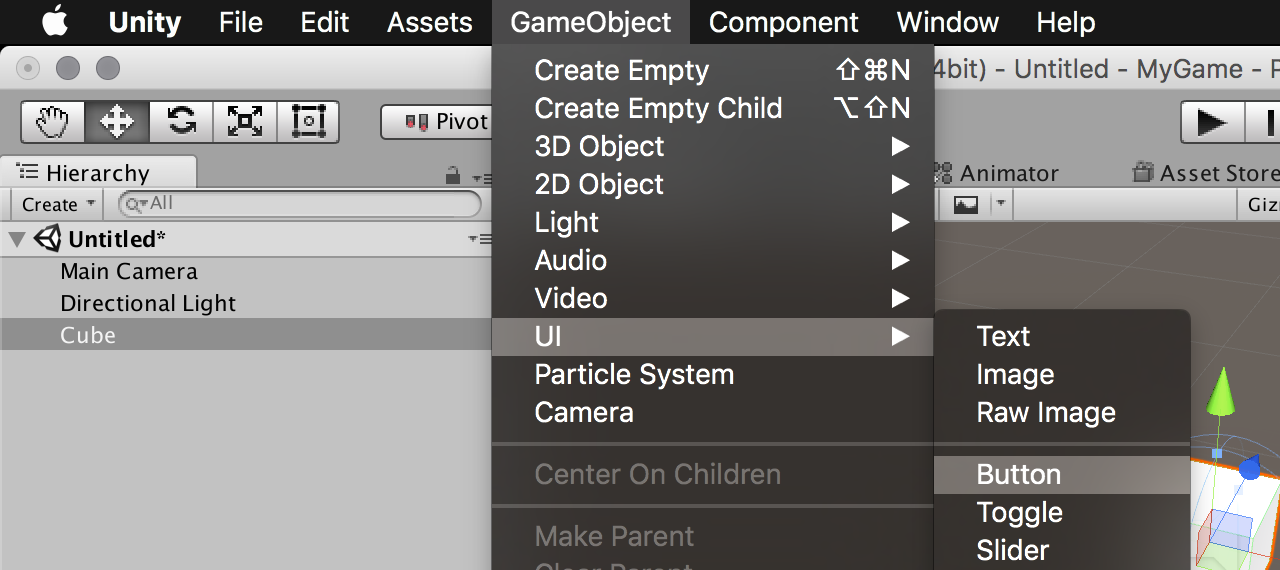 Unity File Edit Assets GameObject Component Window Help
4bit) - Untitled - MyGame - P
Pivot
Hierarchy
Animator
Asset Store
Create
All
Giz
Untitled*
Main Camera
Directional Light
Cube
Create Empty ⇧⌘N
Create Empty Child ⌥⇧N
3D Object
2D Object
Light
Audio
Video
UI
Particle System
Camera
Center On Children
Make Parent
Clear Parent
Text
Image
Raw Image
Button
Toggle
Slider